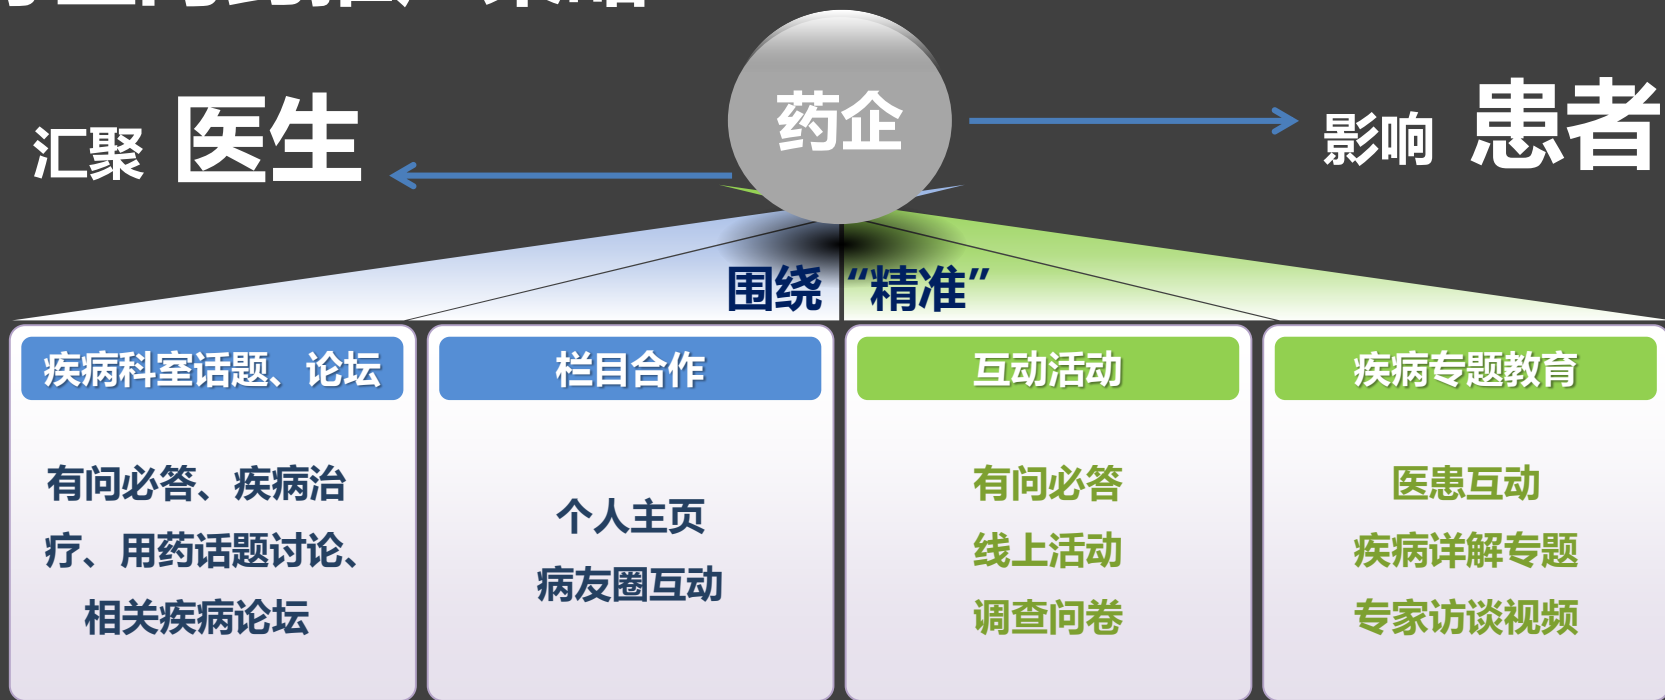 药企
汇聚 医生
影响 患者
围绕 “精准”
疾病科室话题、论坛
有问必答、疾病治
疗、用药话题讨论、
相关疾病论坛
栏目合作
个人主页
病友圈互动
互动活动
有问必答
线上活动
调查问卷
疾病专题教育
医患互动
疾病详解专题
专家访谈视频